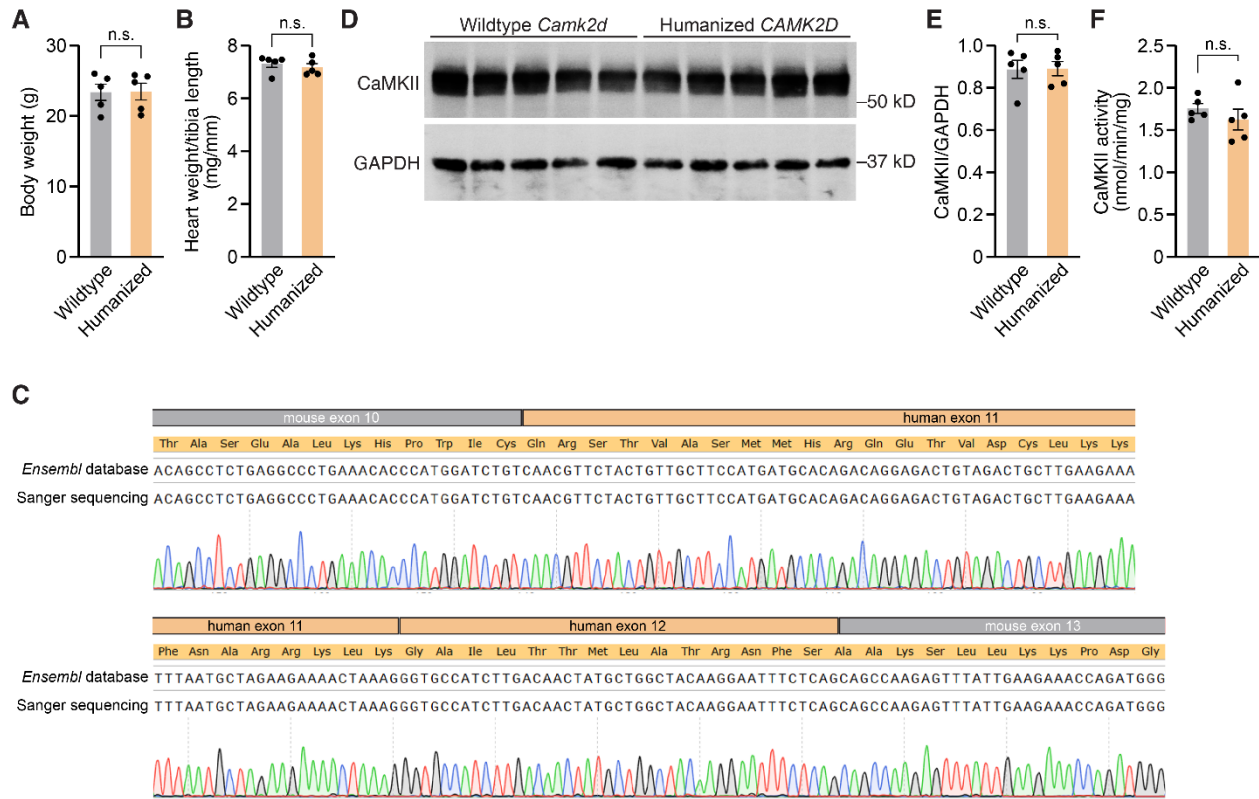 A
n.s.
Body weight (g)
30
20
10
0
Wildtype
Humanized
B
n.s.
Heart weight/tibia length
(mg/mm)
8
6
4
2
0
Wildtype
Humanized
D
Wildtype Camk2d
Humanized CAMK2D
CaMKII
–50 kD
GAPDH
–37 kD
E
n.s.
CaMKII/GAPDH
1.0
0.8
0.6
0.4
0.2
0
Wildtype
Humanized
F
n.s.
CaMKII activity
(nmol/min/mg)
2.5
2.0
1.5
1.0
0.5
0
Wildtype
Humanized
C
mouse exon 10 human exon 11
Thr Ala Ser Glu Ala Leu Lys His Pro Trp Ile Cys Gln Arg Ser Thr Val Ala Ser Met Met His Arg Gln Glu Thr Val Asp Cys Leu Lys Lys
Ensembl database ACAGCCTCTGAGGCCCTGAAACACCCATGGATCTGTCAACGTTCTACTGTTGCTTCCATGATGCACAGACAGGAGACTGTAGACTGCTTGAAGAAA
Sanger sequencing ACAGCCTCTGAGGCCCTGAAACACCCATGGATCTGTCAACGTTCTACTGTTGCTTCCATGATGCACAGACAGGAGACTGTAGACTGCTTGAAGAAA
human exon 11 human exon 12 mouse exon 13
Phe Asn Ala Arg Arg Lys Leu Lys Gly Ala Ile Leu Thr Thr Met Leu Ala Thr Arg Asn Phe Ser Ala Ala Lys Ser Leu Leu Lys Lys Pro Asp Gly
Ensembl database TTTAATGCTAGAAGAAAACTAAAGGGTGCCATCTTGACAACTATGCTGGCTACAAGGAATTTCTCAGCAGCCAAGAGTTTATTGAAGAAACCAGATGGG
Sanger sequencing TTTAATGCTAGAAGAAAACTAAAGGGTGCCATCTTGACAACTATGCTGGCTACAAGGAATTTCTCAGCAGCCAAGAGTTTATTGAAGAAACCAGATGGG